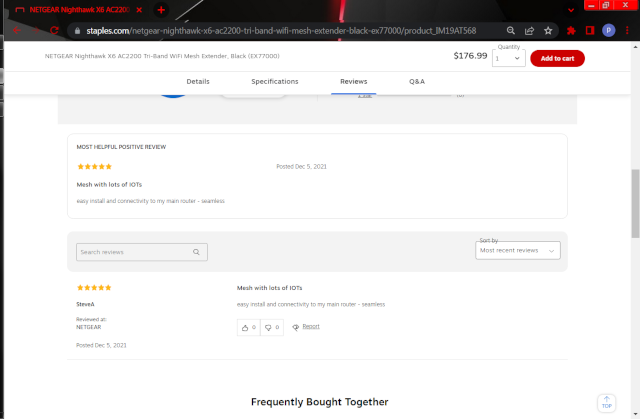 NETGEAR Nighthawk X6 AC2200
staples.com/netgear-nighthawk-x6-ac2200-tri-band-wifi-mesh-extender-black-ex77000/product_IM19AT568
P
NETGEAR Nighthawk X6 AC2200 Tri-Band WiFi Mesh Extender, Black (EX77000)
$176.99
Quantity
1
Add to cart
Details
Specifications
Reviews
Q&A
MOST HELPFUL POSITIVE REVIEW
Posted Dec 5, 2021
Mesh with lots of IOTs
easy install and connectivity to my main router - seamless
Search reviews
Sort by
Most recent reviews
Mesh with lots of IOTs
SteveA
easy install and connectivity to my main router - seamless
Reviewed at:
NETGEAR
0
0
Report
Posted Dec 5, 2021
Frequently Bought Together
TOP